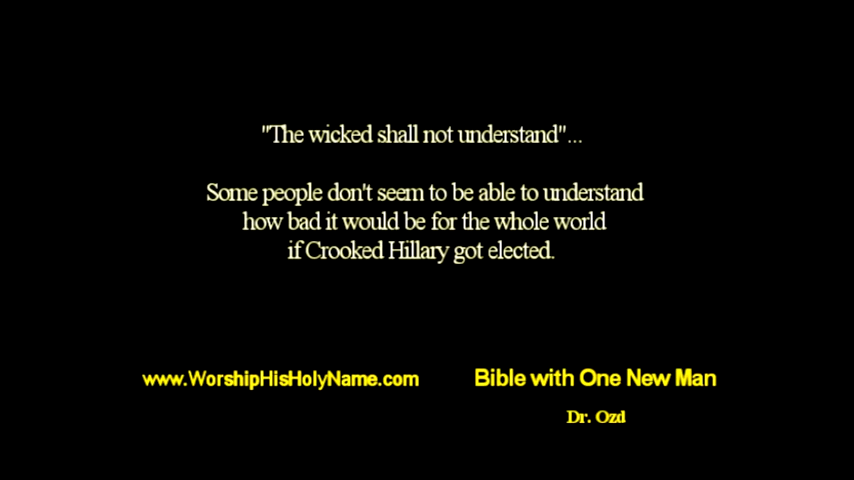 "The wicked shall not understand"...
Some people don't seem to be able to understand
how bad it would be for the whole world
if Crooked Hillary got elected.
www.WorshipHisHolyName.com Bible with One New Man
Dr. Ozd